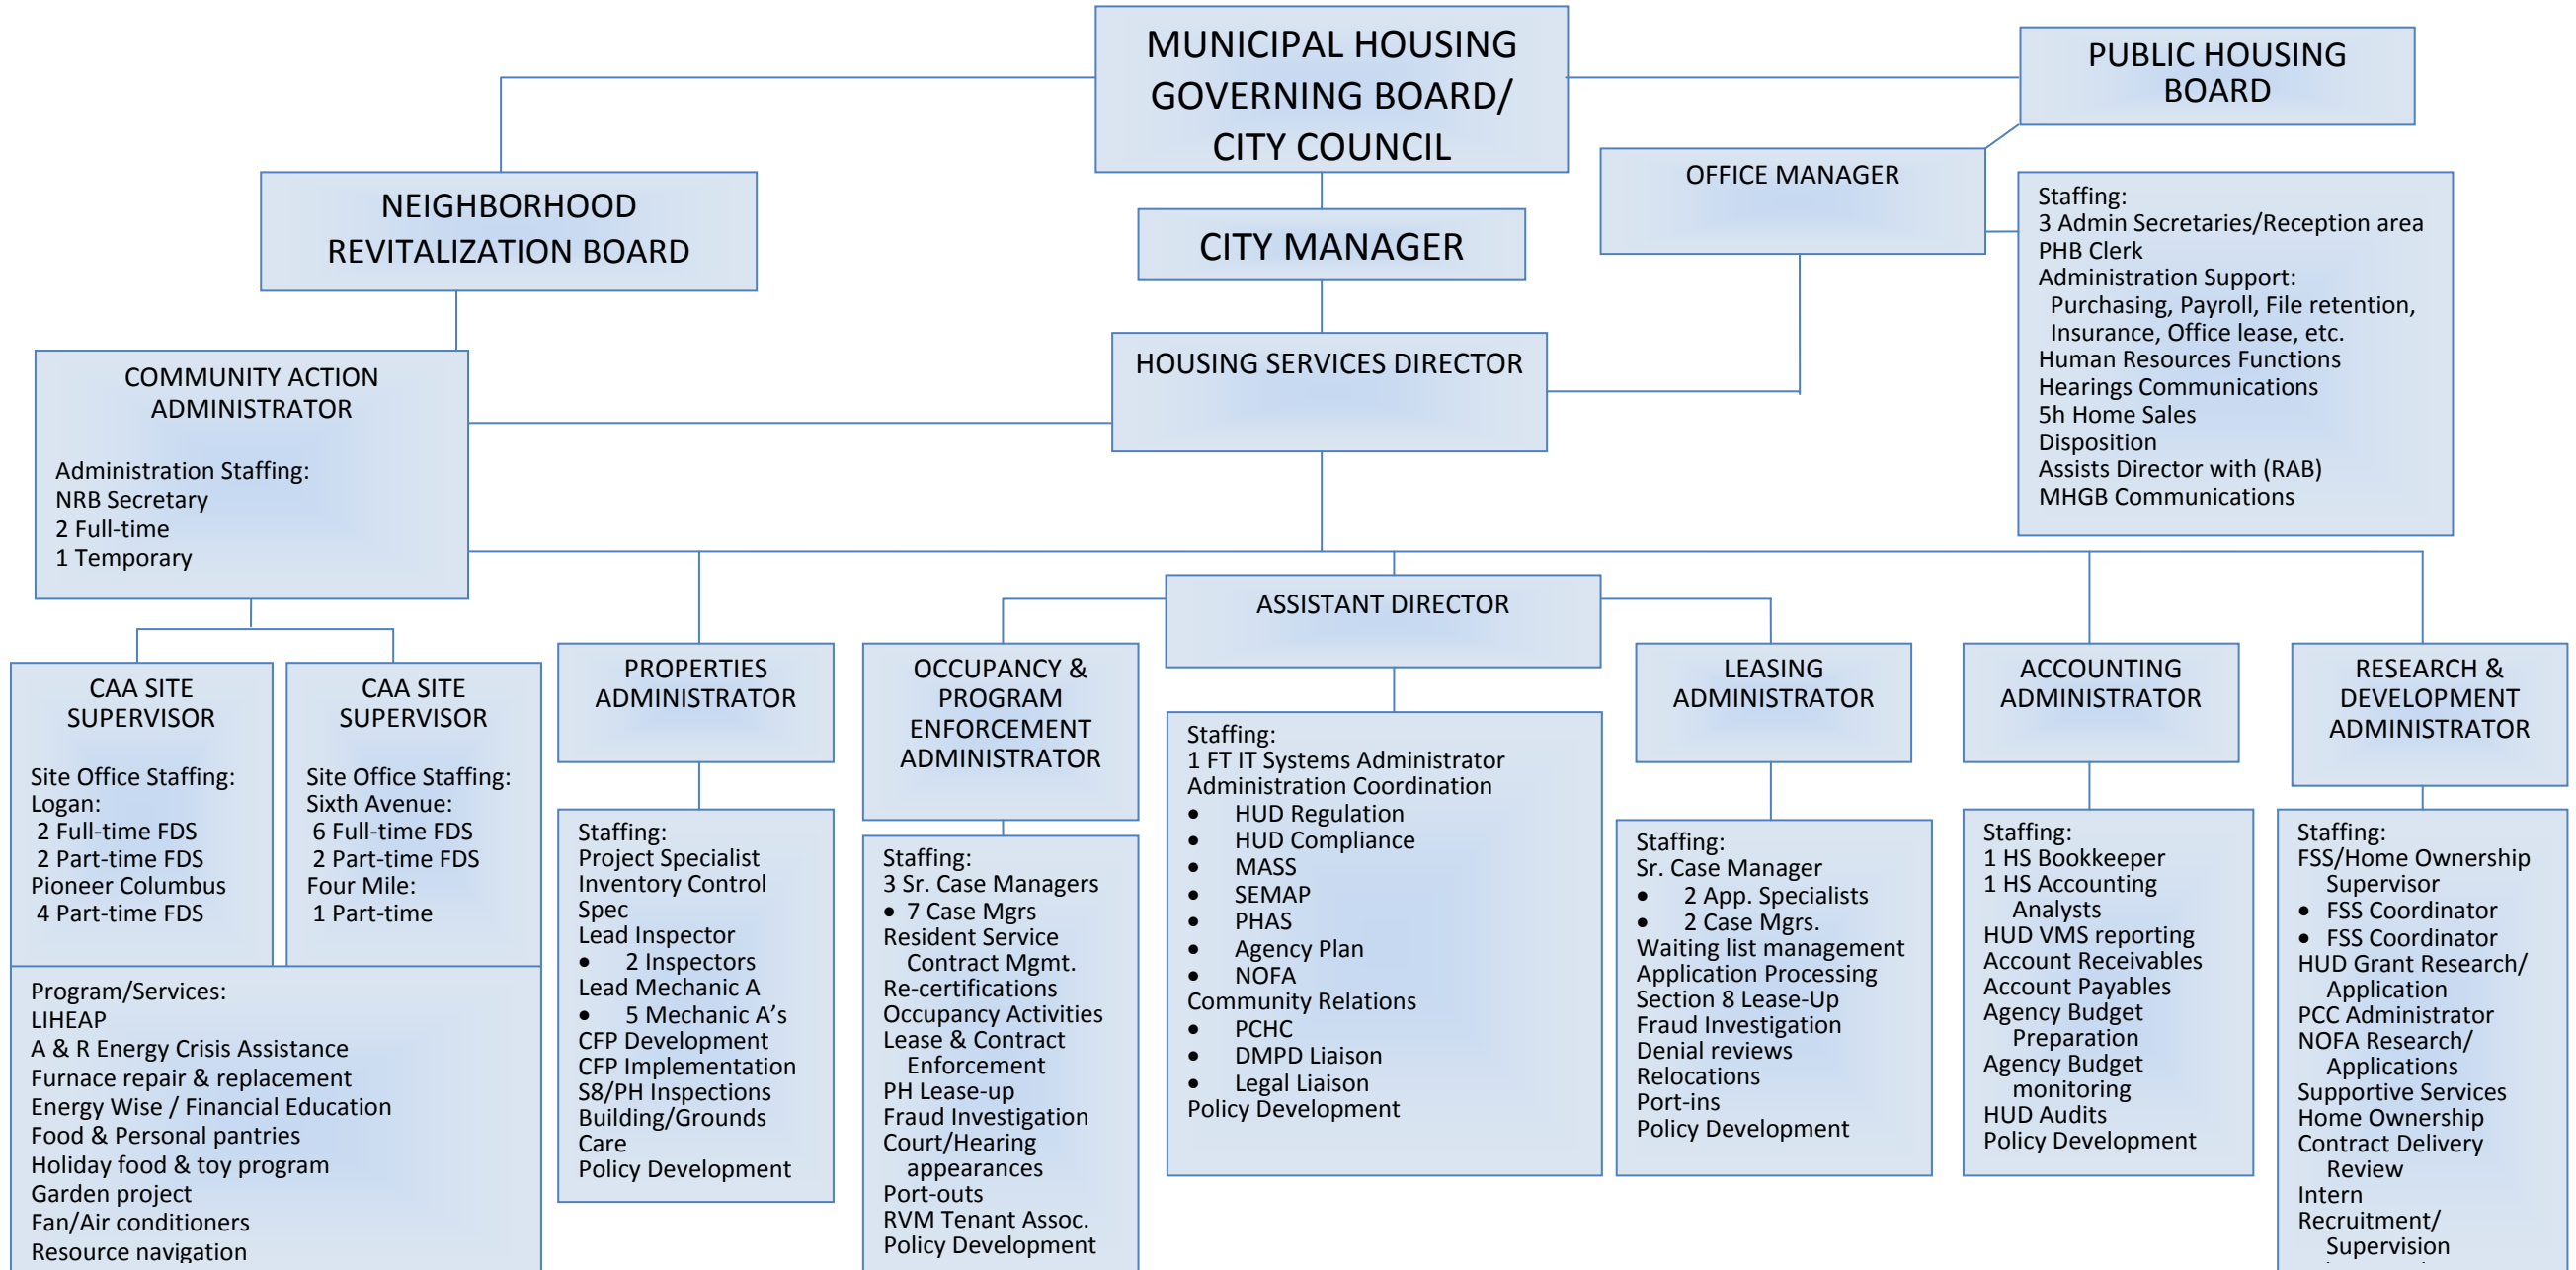 MUNICIPAL HOUSING
GOVERNING BOARD/
CITY COUNCIL
PUBLIC HOUSING
BOARD
NEIGHBORHOOD
REVITALIZATION BOARD
CITY MANAGER
OFFICE MANAGER
Staffing:
3 Admin Secretaries/Reception area
PHB Clerk
Administration Support:
Purchasing, Payroll, File retention,
Insurance, Office lease, etc.
Human Resources Functions
Hearings Communications
5h Home Sales
Disposition
Assists Director with (RAB)
MHGB Communications
COMMUNITY ACTION
ADMINISTRATOR
Administration Staffing:
NRB Secretary
2 Full-time
1 Temporary
HOUSING SERVICES DIRECTOR
ASSISTANT DIRECTOR
CAA SITE
SUPERVISOR
Site Office Staffing:
Logan:
2 Full-time FDS
2 Part-time FDS
Pioneer Columbus
4 Part-time FDS
CAA SITE
SUPERVISOR
Site Office Staffing:
Sixth Avenue:
6 Full-time FDS
2 Part-time FDS
Four Mile:
1 Part-time
Program/Services:
LIHEAP
A & R Energy Crisis Assistance
Furnace repair & replacement
Energy Wise / Financial Education
Food & Personal pantries
Holiday food & toy program
Garden project
Fan/Air conditioners
Resource navigation
PROPERTIES
ADMINISTRATOR
Staffing:
Project Specialist
Inventory Control
Spec
Lead Inspector
• 2 Inspectors
Lead Mechanic A
• 5 Mechanic A's
CFP Development
CFP Implementation
S8/PH Inspections
Building/Grounds
Care
Policy Development
OCCUPANCY &
PROGRAM
ENFORCEMENT
ADMINISTRATOR
Staffing:
3 Sr. Case Managers
• 7 Case Mgrs
Resident Service
Contract Mgmt.
Re-certifications
Occupancy Activities
Lease & Contract
Enforcement
PH Lease-up
Fraud Investigation
Court/Hearing
appearances
Port-outs
RVM Tenant Assoc.
Policy Development
Staffing:
1 FT IT Systems Administrator
Administration Coordination
• HUD Regulation
• HUD Compliance
• MASS
• SEMAP
• PHAS
• Agency Plan
• NOFA
Community Relations
• PCHC
• DMPD Liaison
• Legal Liaison
Policy Development
LEASING
ADMINISTRATOR
Staffing:
Sr. Case Manager
• 2 App. Specialists
• 2 Case Mgrs.
Waiting list management
Application Processing
Section 8 Lease-Up
Fraud Investigation
Denial reviews
Relocations
Port-ins
Policy Development
ACCOUNTING
ADMINISTRATOR
Staffing:
1 HS Bookkeeper
1 HS Accounting
Analysts
HUD VMS reporting
Account Receivables
Account Payables
Agency Budget
Preparation
Agency Budget
monitoring
HUD Audits
Policy Development
RESEARCH &
DEVELOPMENT
ADMINISTRATOR
Staffing:
FSS/Home Ownership
Supervisor
• FSS Coordinator
• FSS Coordinator
HUD Grant Research/
Application
PCC Administrator
NOFA Research/
Applications
Supportive Services
Home Ownership
Contract Delivery
Review
Intern
Recruitment/
Supervision